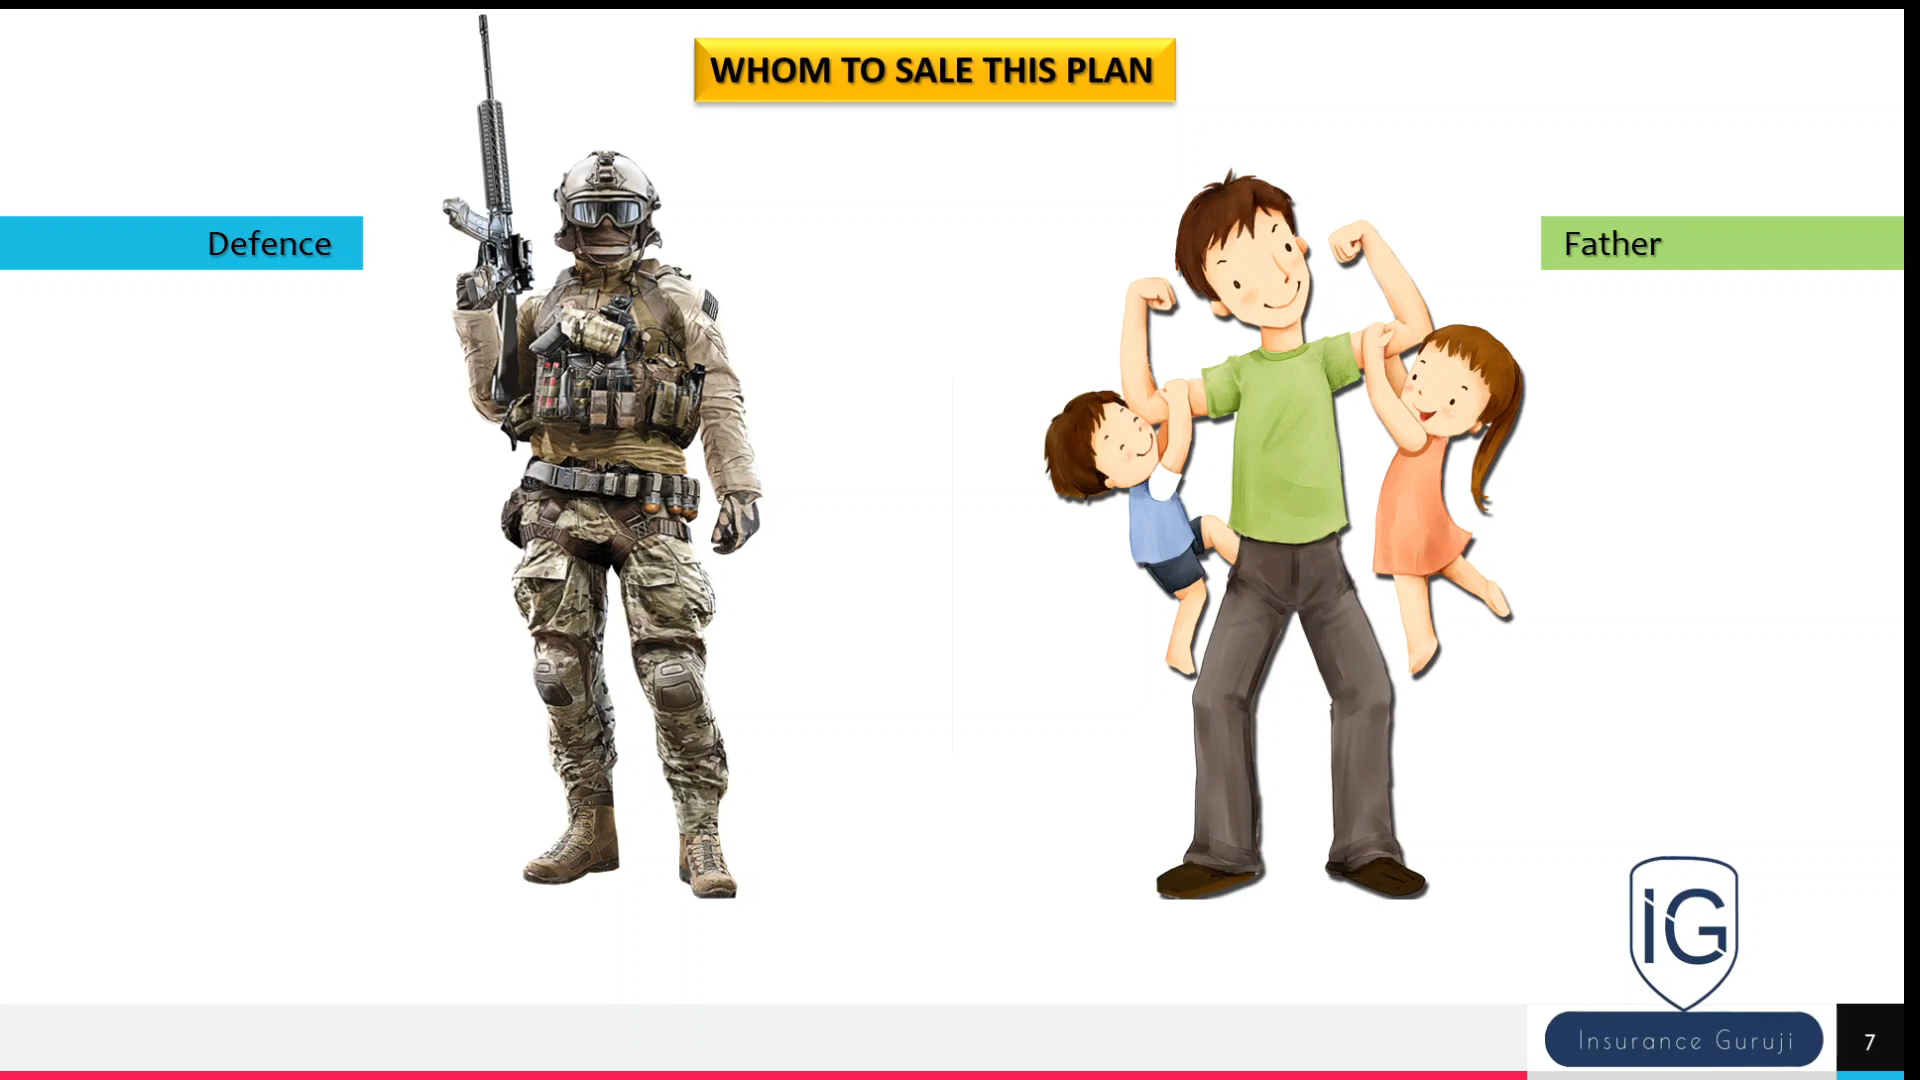 WHOM TO SALE THIS PLAN
Defence
Father
iG
Insurance Guruji
7